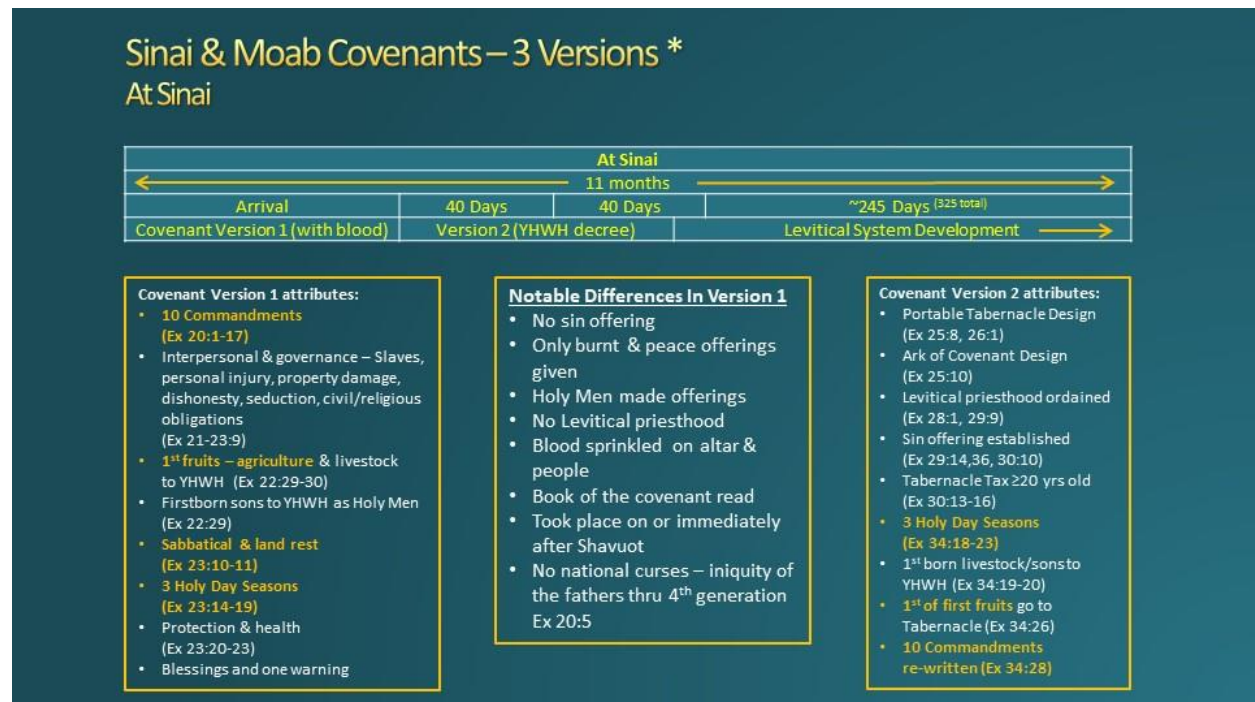 Sinai & Moab Covenants – 3 Versions *
At Sinai
At Sinai
11 months
Arrival 40 Days 40 Days ~245 Days (325 total)
Covenant Version 1 (with blood) Version 2 (YHWH decree) Levitical System Development
Covenant Version 1 attributes:
• 10 Commandments
(Ex 20:1-17)
• Interpersonal & governance – Slaves,
personal injury, property damage,
dishonesty, seduction, civil/religious
obligations
(Ex 21-23:9)
• 1st fruits – agriculture & livestock
to YHWH (Ex 22:29-30)
• Firstborn sons to YHWH as Holy Men
(Ex 22:29)
• Sabbatical & land rest
(Ex 23:10-11)
• 3 Holy Day Seasons
(Ex 23:14-19)
• Protection & health
(Ex 23:20-23)
• Blessings and one warning
Notable Differences In Version 1
• No sin offering
• Only burnt & peace offerings
given
• Holy Men made offerings
• No Levitical priesthood
• Blood sprinkled on altar &
people
• Book of the covenant read
• Took place on or immediately
after Shavuot
• No national curses – iniquity of
the fathers thru 4th generation
Ex 20:5
Covenant Version 2 attributes:
• Portable Tabernacle Design
(Ex 25:8, 26:1)
• Ark of Covenant Design
(Ex 25:10)
• Levitical priesthood ordained
(Ex 28:1, 29:9)
• Sin offering established
(Ex 29:14,36, 30:10)
• Tabernacle Tax ≥20 yrs old
(Ex 30:13-16)
• 3 Holy Day Seasons
(Ex 34:18-23)
• 1st born livestock/sons to
YHWH (Ex 34:19-20)
• 1st of first fruits go to
Tabernacle (Ex 34:26)
• 10 Commandments
re-written (Ex 34:28)